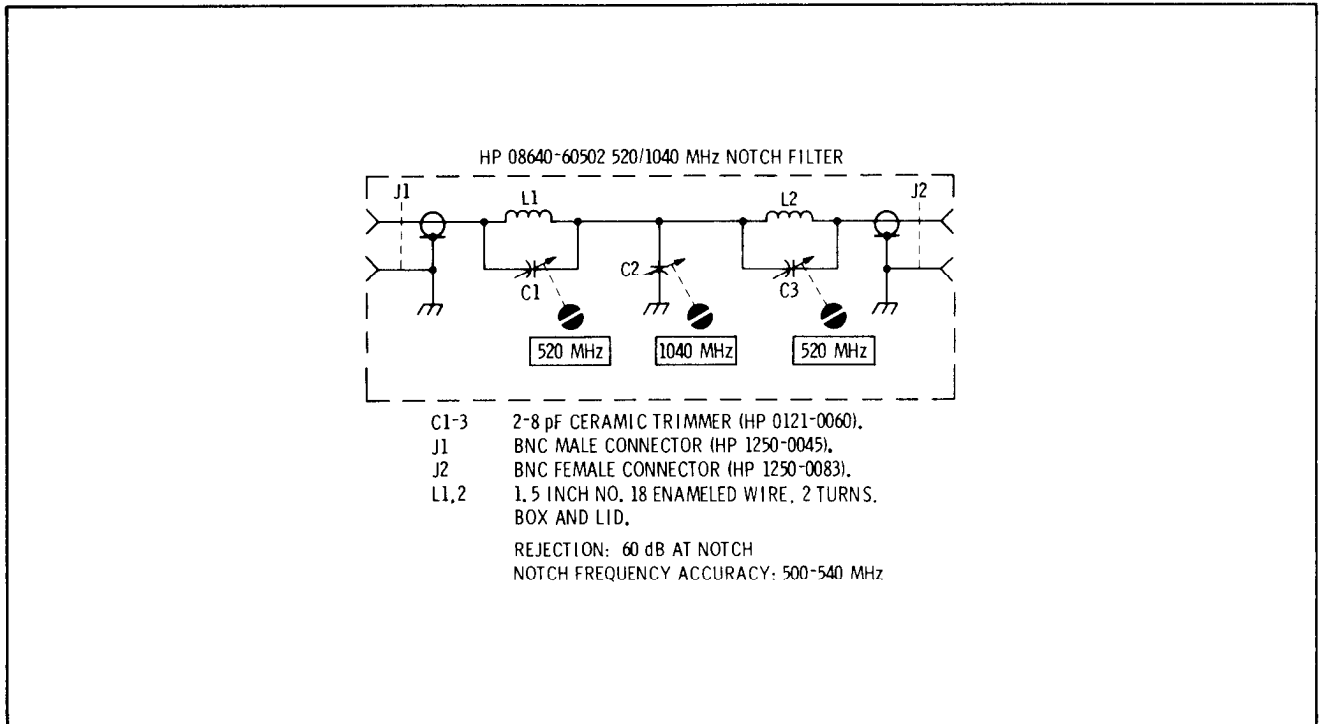 HP 08640-60502 520/1040 MHz NOTCH FILTER
J1 L1 L2 J2
C1 C2 C3
520 MHz 1040 MHz 520 MHz
C1-3 2-8 pF CERAMIC TRIMMER (HP 0121-0060).
J1 BNC MALE CONNECTOR (HP 1250-0045).
J2 BNC FEMALE CONNECTOR (HP 1250-0083).
L1,2 1.5 INCH NO. 18 ENAMELED WIRE, 2 TURNS.
BOX AND LID.
REJECTION: 60 dB AT NOTCH
NOTCH FREQUENCY ACCURACY: 500-540 MHz